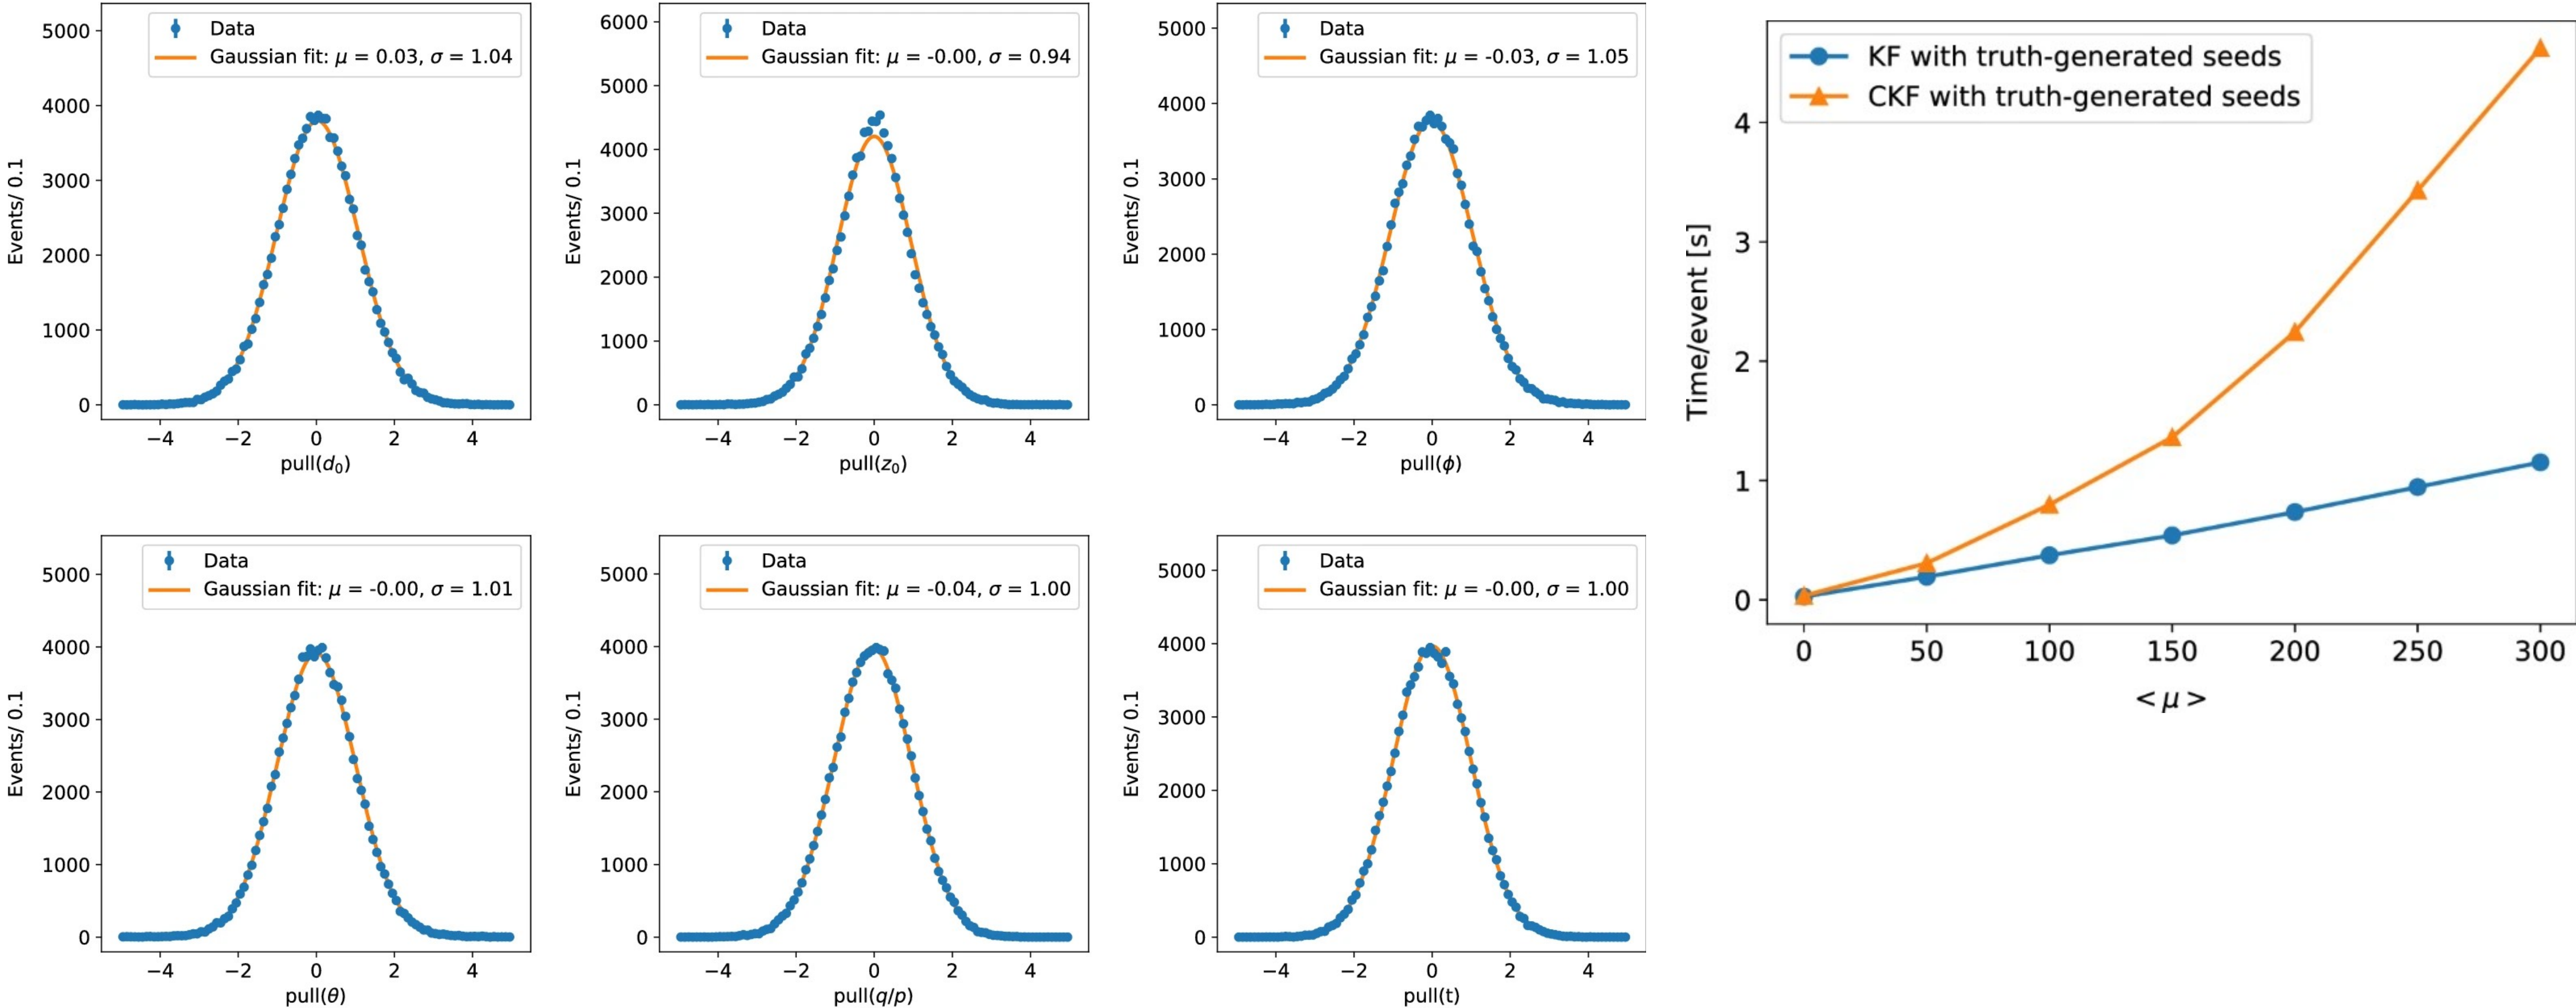 Data
Gaussian fit: μ = 0.03, σ = 1.04
5000
4000
3000
2000
1000
0
Events/ 0.1
−4 −2 0 2 4
pull(d₀)
Data
Gaussian fit: μ = -0.00, σ = 0.94
6000
5000
4000
3000
2000
1000
0
Events/ 0.1
−4 −2 0 2 4
pull(z₀)
Data
Gaussian fit: μ = -0.03, σ = 1.05
5000
4000
3000
2000
1000
0
Events/ 0.1
−4 −2 0 2 4
pull(ϕ)
KF with truth-generated seeds
CKF with truth-generated seeds
4
3
2
1
0
Time/event [s]
0 50 100 150 200 250 300
< μ >
Data
Gaussian fit: μ = -0.00, σ = 1.01
5000
4000
3000
2000
1000
0
Events/ 0.1
−4 −2 0 2 4
pull(θ)
Data
Gaussian fit: μ = -0.04, σ = 1.00
5000
4000
3000
2000
1000
0
Events/ 0.1
−4 −2 0 2 4
pull(q/p)
Data
Gaussian fit: μ = -0.00, σ = 1.00
5000
4000
3000
2000
1000
0
Events/ 0.1
−4 −2 0 2 4
pull(t)